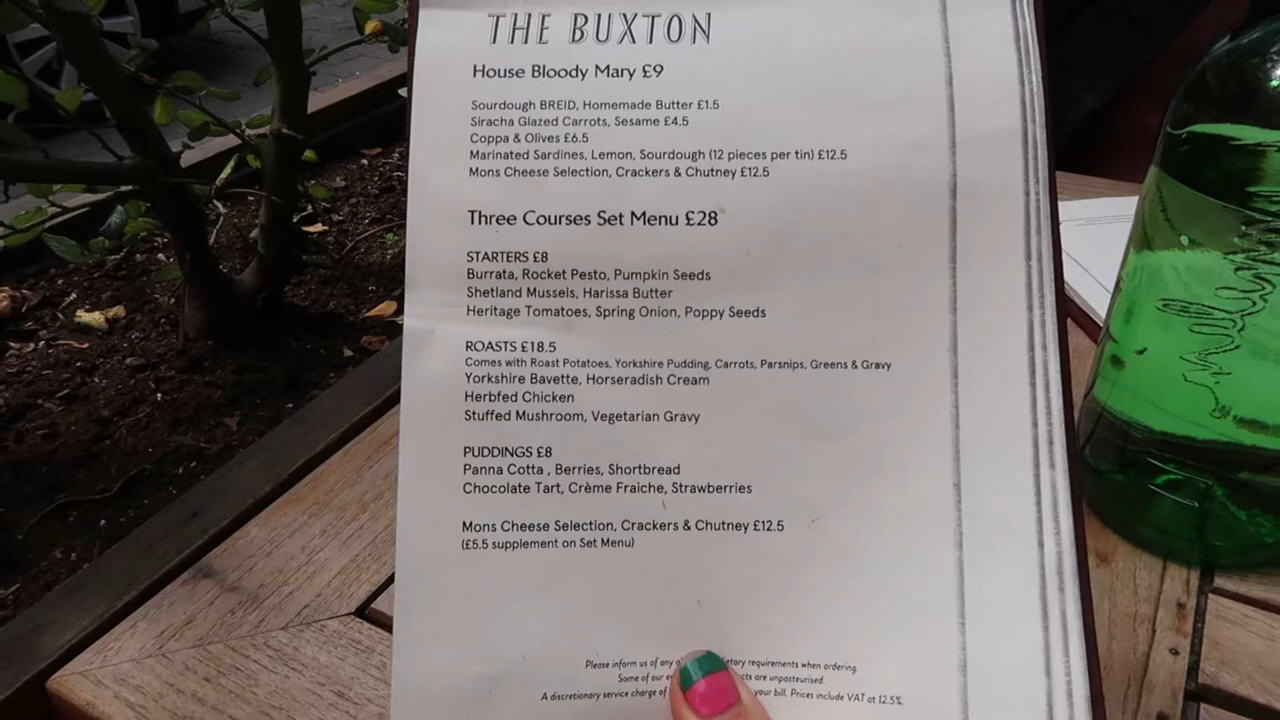 THE BUXTON
House Bloody Mary £9
Sourdough BREID, Homemade Butter £1.5
Siracha Glazed Carrots, Sesame £4.5
Coppa & Olives £6.5
Marinated Sardines, Lemon, Sourdough (12 pieces per tin) £12.5
Mons Cheese Selection, Crackers & Chutney £12.5
Three Courses Set Menu £28
STARTERS £8
Burrata, Rocket Pesto, Pumpkin Seeds
Shetland Mussels, Harissa Butter
Heritage Tomatoes, Spring Onion, Poppy Seeds
ROASTS £18.5
Comes with Roast Potatoes, Yorkshire Pudding, Carrots, Parsnips, Greens & Gravy
Yorkshire Bavette, Horseradish Cream
Herbfed Chicken
Stuffed Mushroom, Vegetarian Gravy
PUDDINGS £8
Panna Cotta , Berries, Shortbread
Chocolate Tart, Crème Fraiche, Strawberries
Mons Cheese Selection, Crackers & Chutney £12.5
(£5.5 supplement on Set Menu)
Please inform us of any requirements when ordering.
Some of our are unpasteurised.
A discretionary service charge of your bill. Prices include VAT at 12.5%.